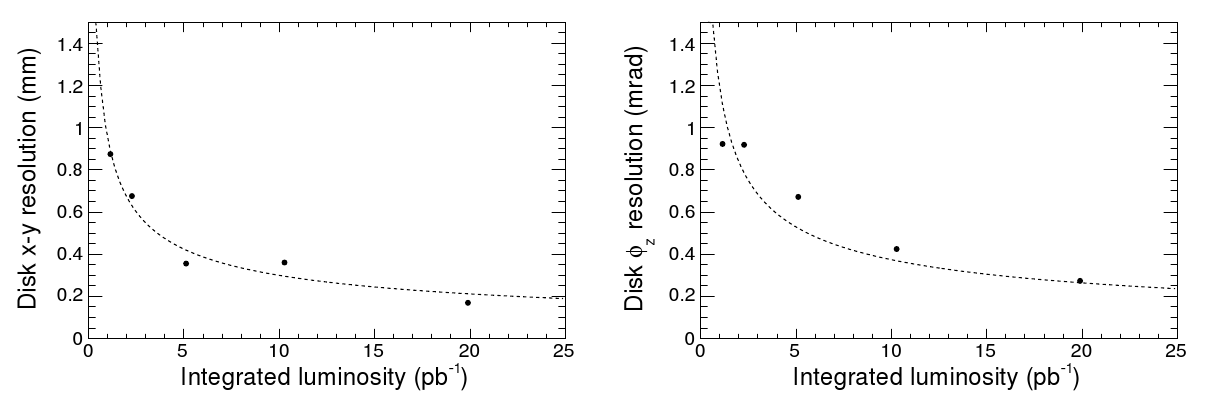 Disk x-y resolution (mm)
1.4
1.2
1
0.8
0.6
0.4
0.2
0
0 5 10 15 20 25
Integrated luminosity (pb-1)
Disk ϕz resolution (mrad)
1.4
1.2
1
0.8
0.6
0.4
0.2
0
0 5 10 15 20 25
Integrated luminosity (pb-1)